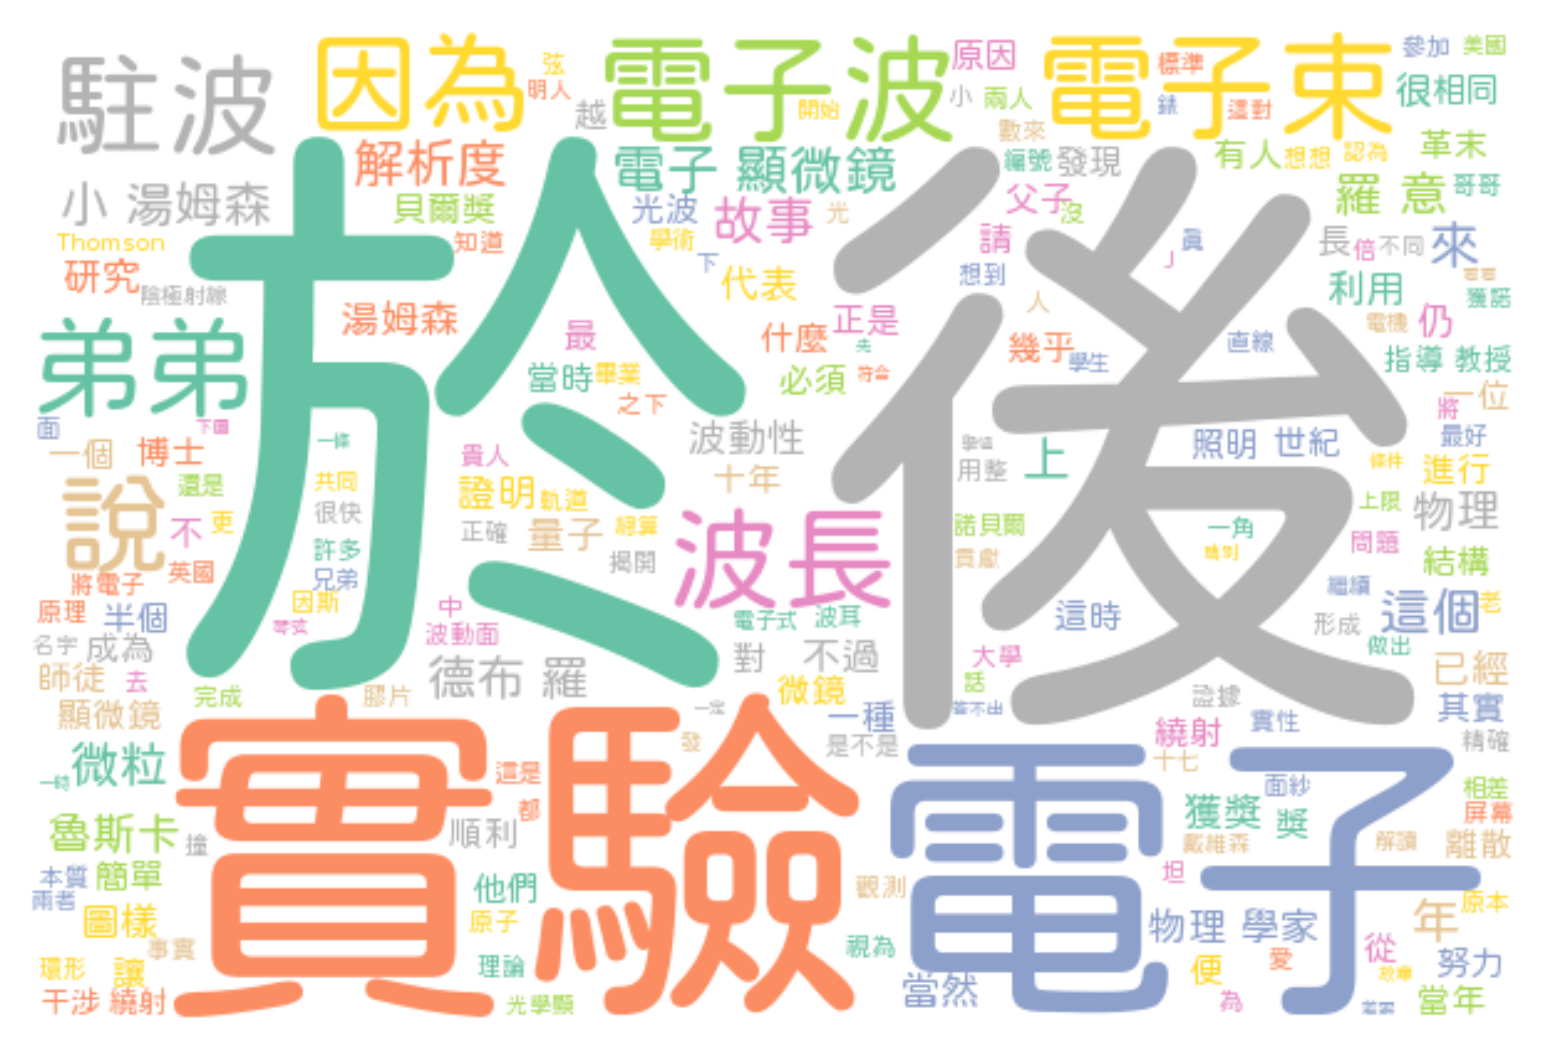 駐波
因為
弦
明人
電子波
開始
原因
電子束
標準
錶
這對
參加
美國
很相同
越
小
兩人
數來
解析度
電子 顯微鏡
編號
發現
有人
想想
認為
革末
小 湯姆森
貝爾獎
光波
故事
光
父子
沒
羅 意
哥哥
Thomson
知道
學術
下
請
真
長
倍
不同
來
研究
陰極射線
代表
想到
」
利用
獲諾
於
後
湯姆森
最
什麼
正是
人
電機
仍
弟弟
當時
畢業
必須
先
符合
幾乎
學生
直線
指導 教授
之下
一位
將
面
下圖
一個
博士
一條
貴人
波動性
用整
上
照明 世紀
最好
說
還是
共同
證明
軌道
十年
條件
進行
不
更
很快
正確
量子
總算
波長
諾貝爾
一角
上限
物理
許多
揭開
貢獻
問題
結構
將電子
英國
兄弟
繼續
原理
半個
因斯
琴弦
中
波動面
電子式
波耳
這時
形成
這個
老
名字
成為
德布 羅
對
不過
大學
做出
師徒
去
完成
膠片
微鏡
話
證據
已經
顯微鏡
一定
一種
答不出
實性
其實
實驗
發
是不是
繞射
精確
微粒
一時
這是
電子
十七
面紗
相差
都
獲獎
獎
屏幕
魯斯卡
撞
順利
戴維森
解讀
離散
本質
簡單
他們
觀測
坦
兩者
圖樣
原子
物理 學家
年
原本
事實
視為
從
環形
讓
理論
當然
便
愛
故事
努力
干涉 繞射
光學顯
為
當年